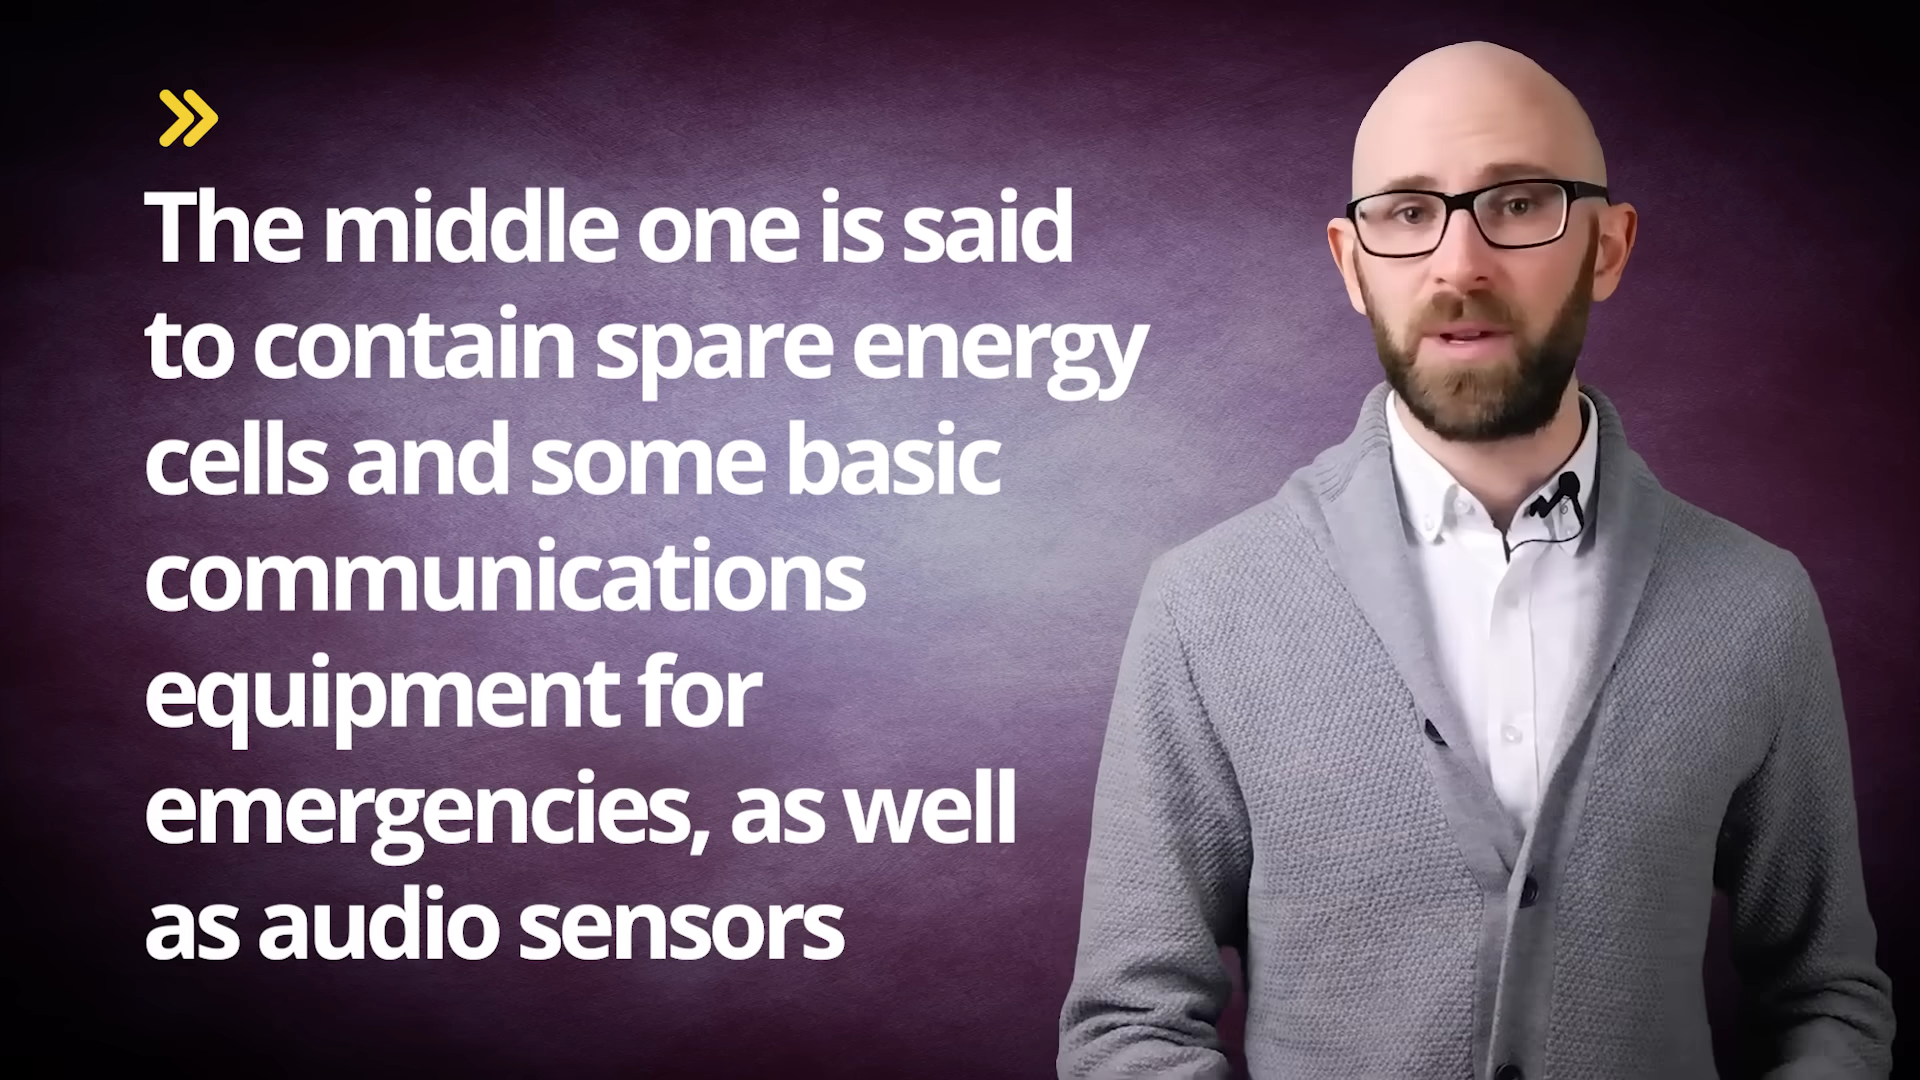 The middle one is said
to contain spare energy
cells and some basic
communications
equipment for
emergencies, as well
as audio sensors